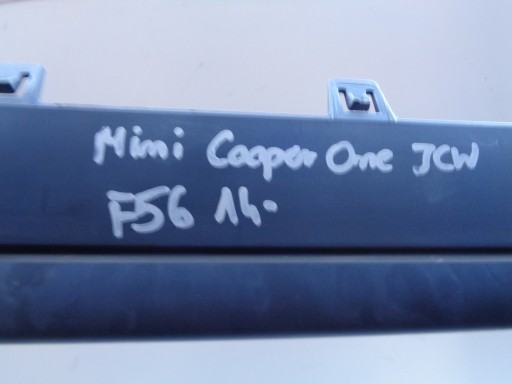 Mini Cooper One JCW
F56 14-